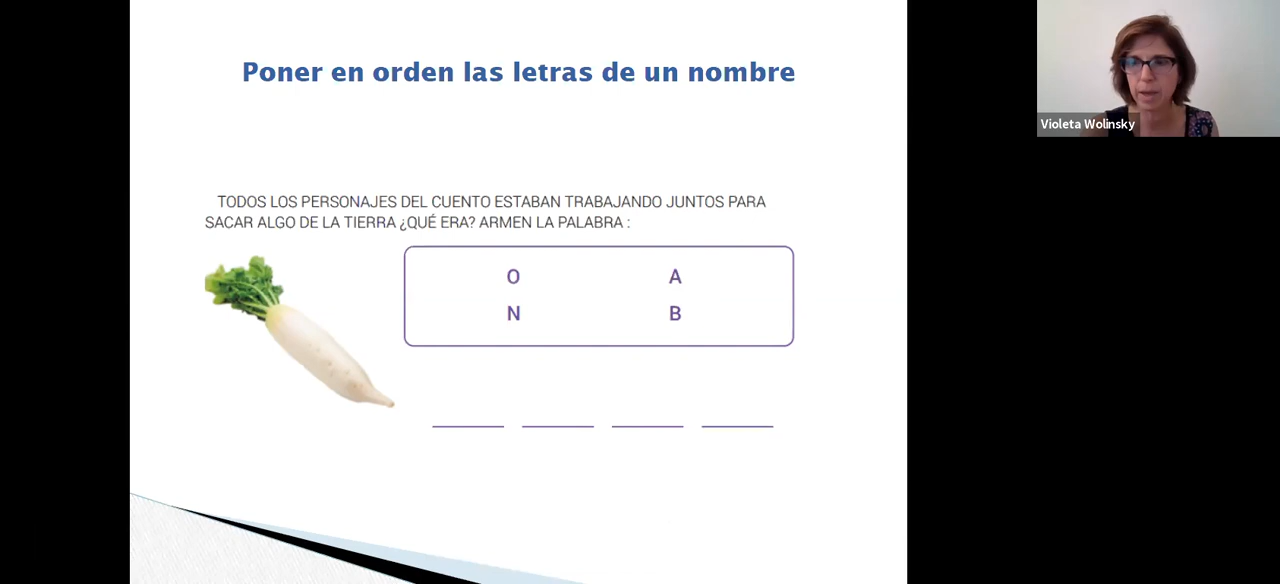 Poner en orden las letras de un nombre
Violeta Wolinsky
TODOS LOS PERSONAJES DEL CUENTO ESTABAN TRABAJANDO JUNTOS PARA
SACAR ALGO DE LA TIERRA ¿QUÉ ERA? ARMEN LA PALABRA :
O A
N B